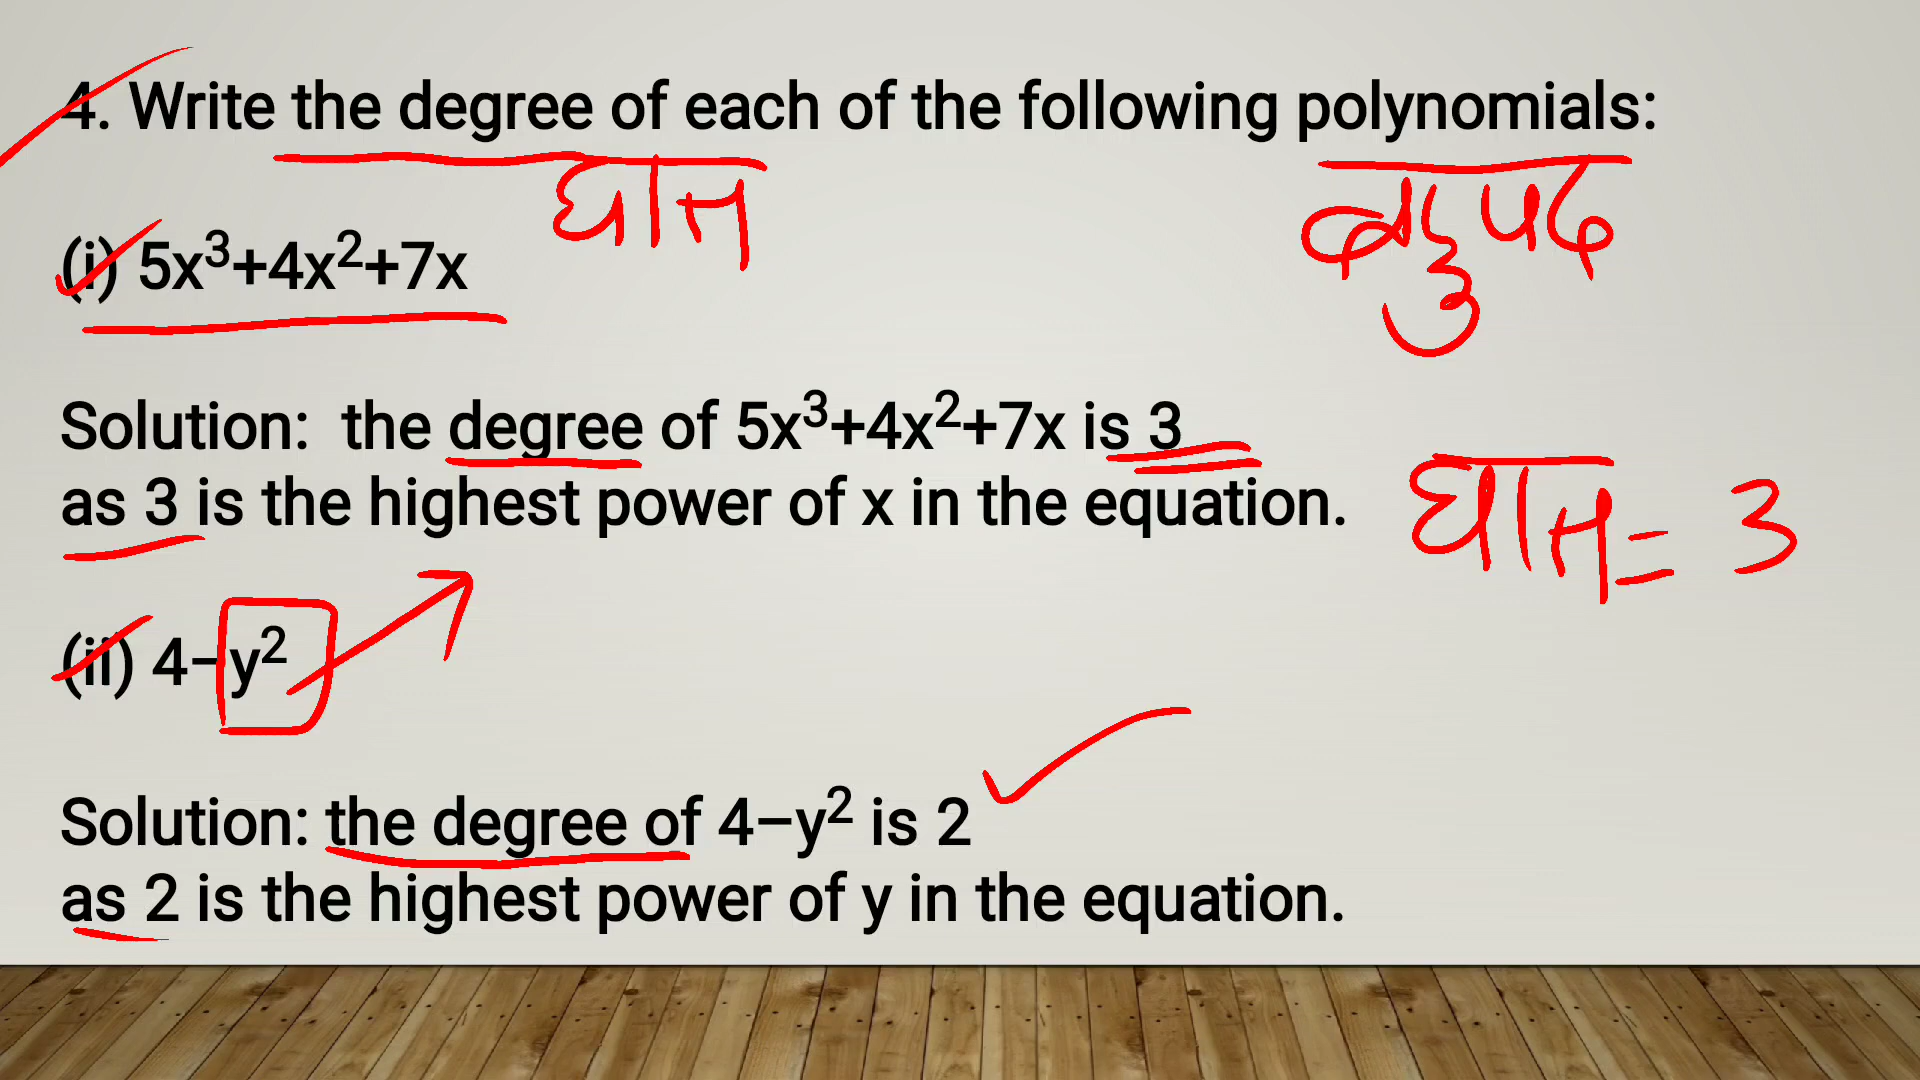 4. Write the degree of each of the following polynomials:
घात
बहुपद
(i) 5x³+4x²+7x
Solution: the degree of 5x³+4x²+7x is 3
as 3 is the highest power of x in the equation.
घात = 3
(ii) 4−y²
Solution: the degree of 4−y² is 2
as 2 is the highest power of y in the equation.